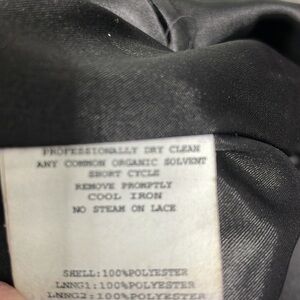 PROFESSIONALLY DRY CLEAN
ANY COMMON ORGANIC SOLVENT
SHORT CYCLE
REMOVE PROMPTLY
COOL IRON
NO STEAM ON LACE
SHELL:100%POLYESTER
LNNG1:100%POLYESTER
LNNG2:100%POLYESTER